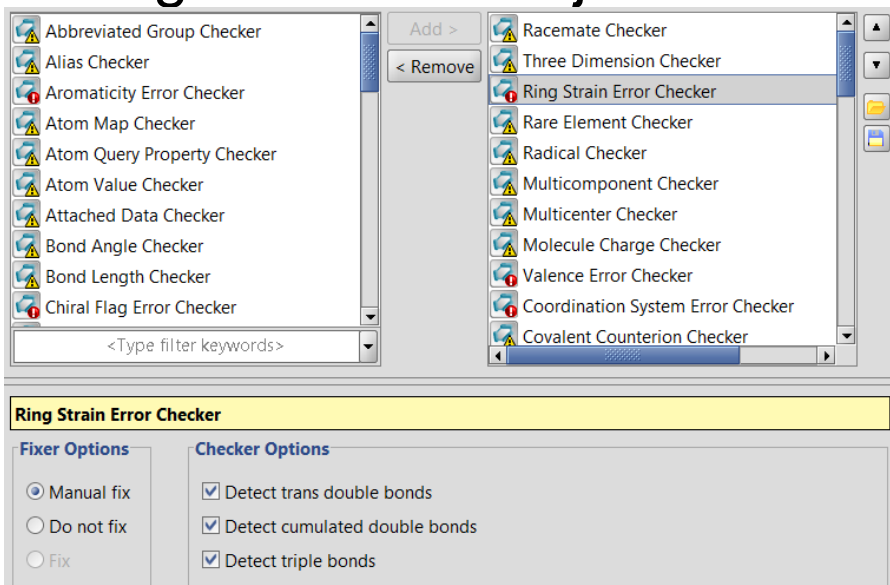 Abbreviated Group Checker
Alias Checker
Aromaticity Error Checker
Atom Map Checker
Atom Query Property Checker
Atom Value Checker
Attached Data Checker
Bond Angle Checker
Bond Length Checker
Chiral Flag Error Checker
<Type filter keywords>
Add >
< Remove
Racemate Checker
Three Dimension Checker
Ring Strain Error Checker
Rare Element Checker
Radical Checker
Multicomponent Checker
Multicenter Checker
Molecule Charge Checker
Valence Error Checker
Coordination System Error Checker
Covalent Counterion Checker
Ring Strain Error Checker
Fixer Options
Manual fix
Do not fix
Fix
Checker Options
Detect trans double bonds
Detect cumulated double bonds
Detect triple bonds